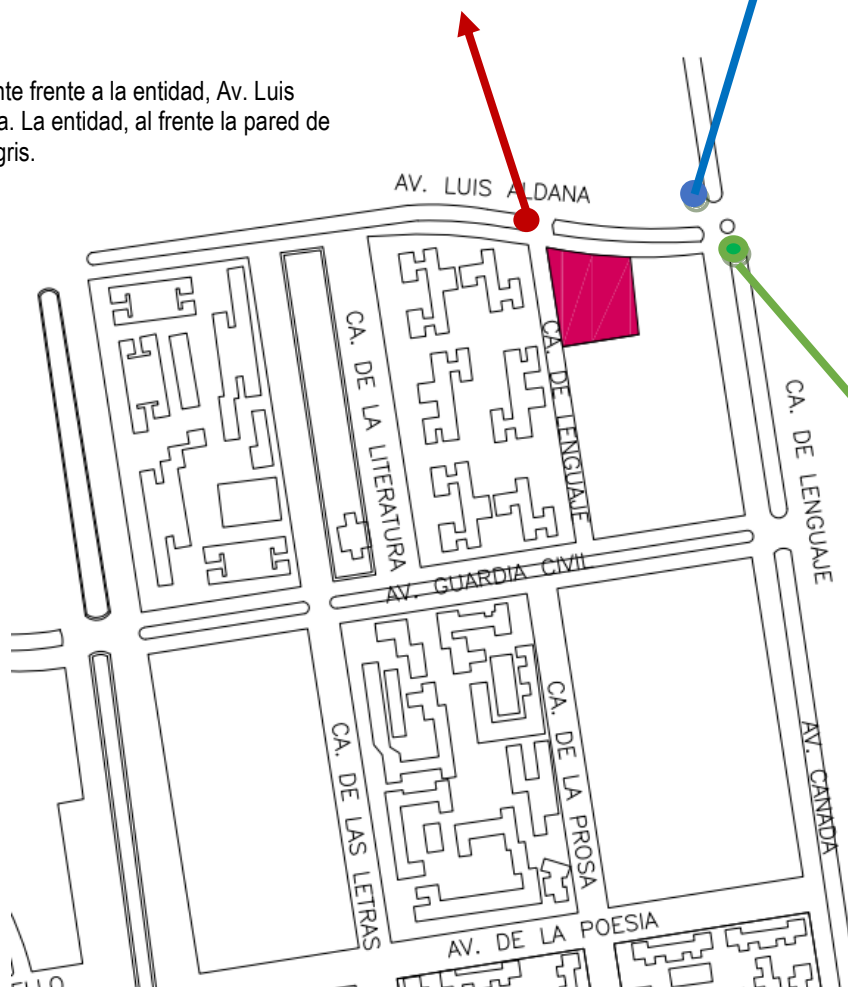 nte frente a la entidad, Av. Luis
a. La entidad, al frente la pared de
gris.
AV. LUIS ALDANA
CA. DE LA LITERATURA
CA. DE LENGUAJE
CA. DE LENGUAJE
AV. GUARDIA CIVIL
CA. DE LAS LETRAS
CA. DE LA PROSA
AV. CANADA
AV. DE LA POESIA